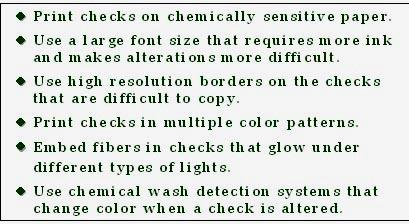 ◆ Print checks on chemically sensitive paper.
◆ Use a large font size that requires more ink
and makes alterations more difficult.
◆ Use high resolution borders on the checks
that are difficult to copy.
◆ Print checks in multiple color patterns.
◆ Embed fibers in checks that glow under
different types of lights.
◆ Use chemical wash detection systems that
change color when a check is altered.